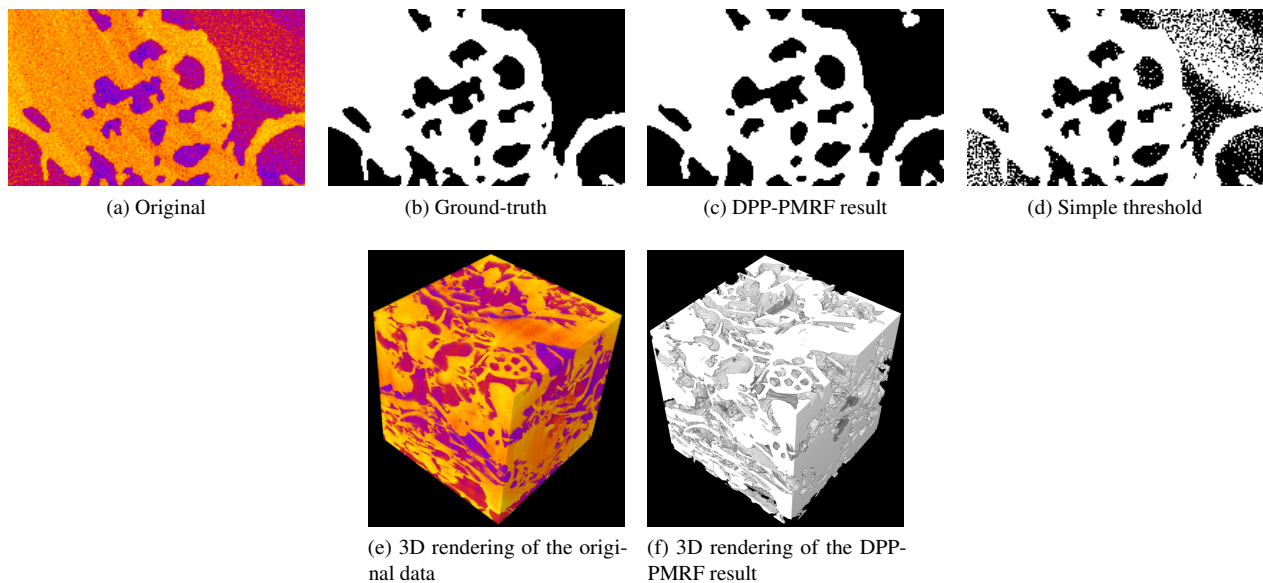 (a) Original
(b) Ground-truth
(c) DPP-PMRF result
(d) Simple threshold
(e) 3D rendering of the origi-
nal data
(f) 3D rendering of the DPP-
PMRF result